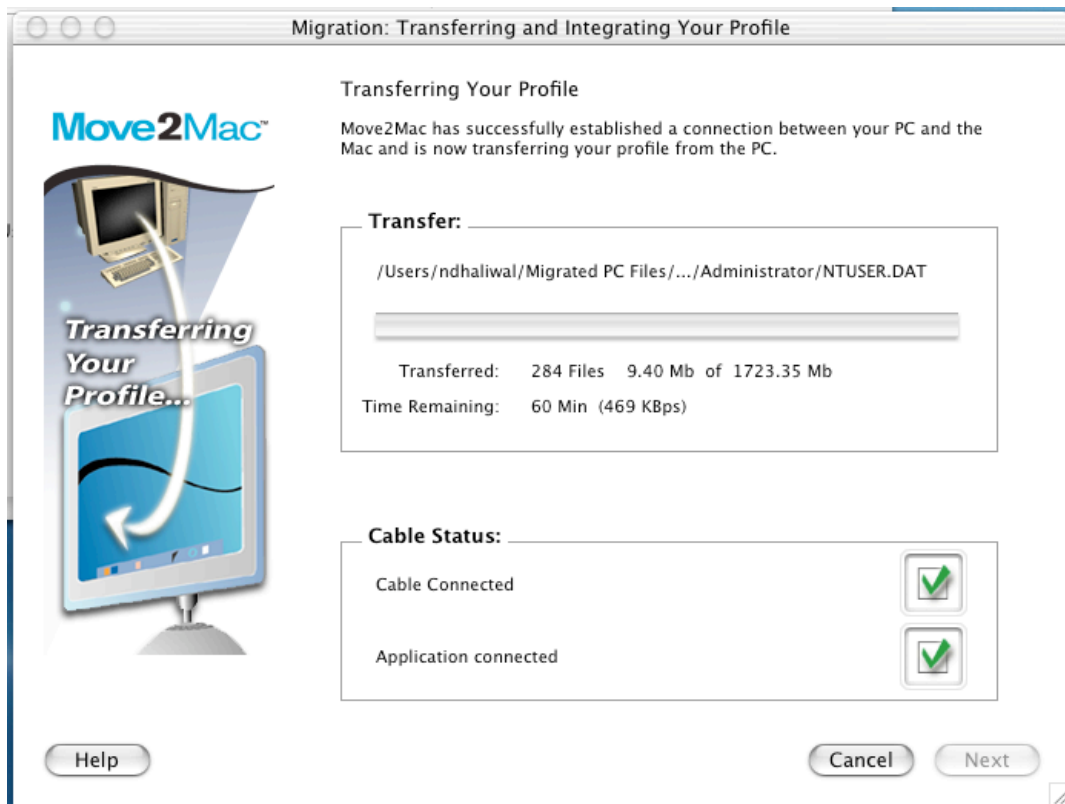 Migration: Transferring and Integrating Your Profile
Move2Mac™
Transferring
Your
Profile...
Transferring Your Profile
Move2Mac has successfully established a connection between your PC and the
Mac and is now transferring your profile from the PC.
Transfer:
/Users/ndhaliwal/Migrated PC Files/.../Administrator/NTUSER.DAT
Transferred: 284 Files 9.40 Mb of 1723.35 Mb
Time Remaining: 60 Min (469 KBps)
Cable Status:
Cable Connected
Application connected
Help Cancel Next